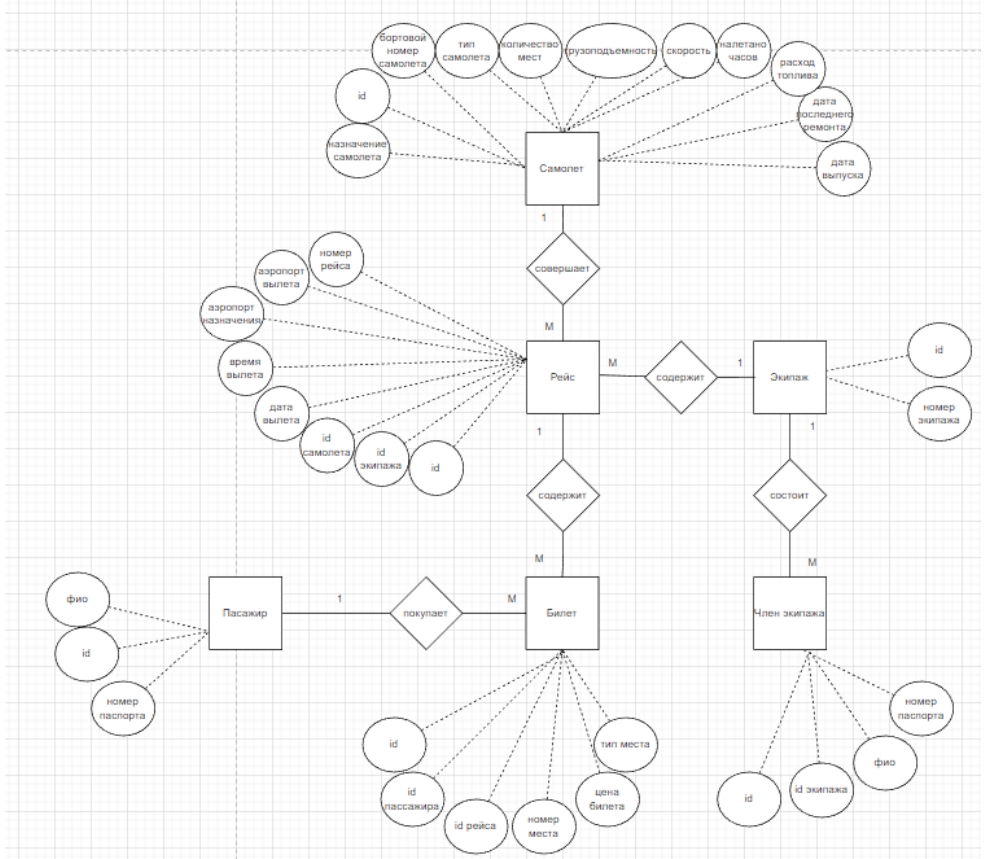 бортовой
номер
самолета
тип
самолета
количество
мест
грузоподъемность
скорость
налетано
часов
расход
топлива
дата
последнего
ремонта
дата
выпуска
id
назначение
самолета
Самолет
1
совершает
М
номер
рейса
аэропорт
вылета
аэропорт
назначения
время
вылета
дата
вылета
id
самолета
id
экипажа
id
Рейс
М
содержит
1
Экипаж
id
номер
экипажа
1
содержит
М
1
состоит
М
фио
id
номер
паспорта
Пасажир
1
покупает
М
Билет
Член экипажа
id
id
пассажира
id рейса
номер
места
цена
билета
тип места
id
id экипажа
фио
номер
паспорта